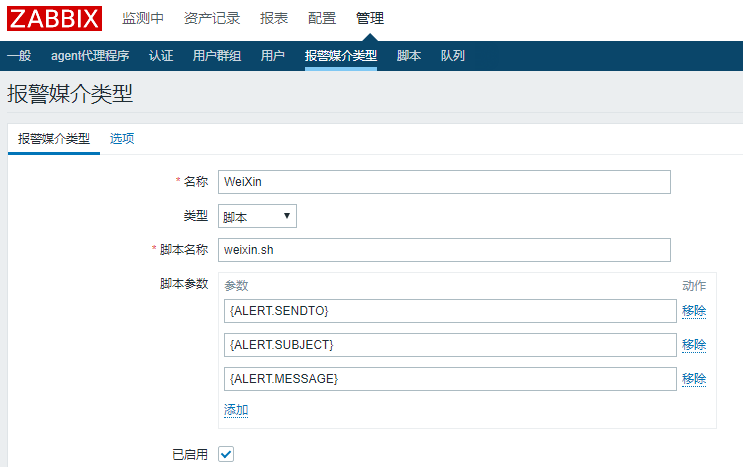 ZABBIX 监测中 资产记录 报表 配置 管理
一般 agent代理程序 认证 用户群组 用户 报警媒介类型 脚本 队列
报警媒介类型
报警媒介类型 选项
* 名称 WeiXin
类型 脚本
* 脚本名称 weixin.sh
脚本参数 参数 动作
{ALERT.SENDTO} 移除
{ALERT.SUBJECT} 移除
{ALERT.MESSAGE} 移除
添加
已启用